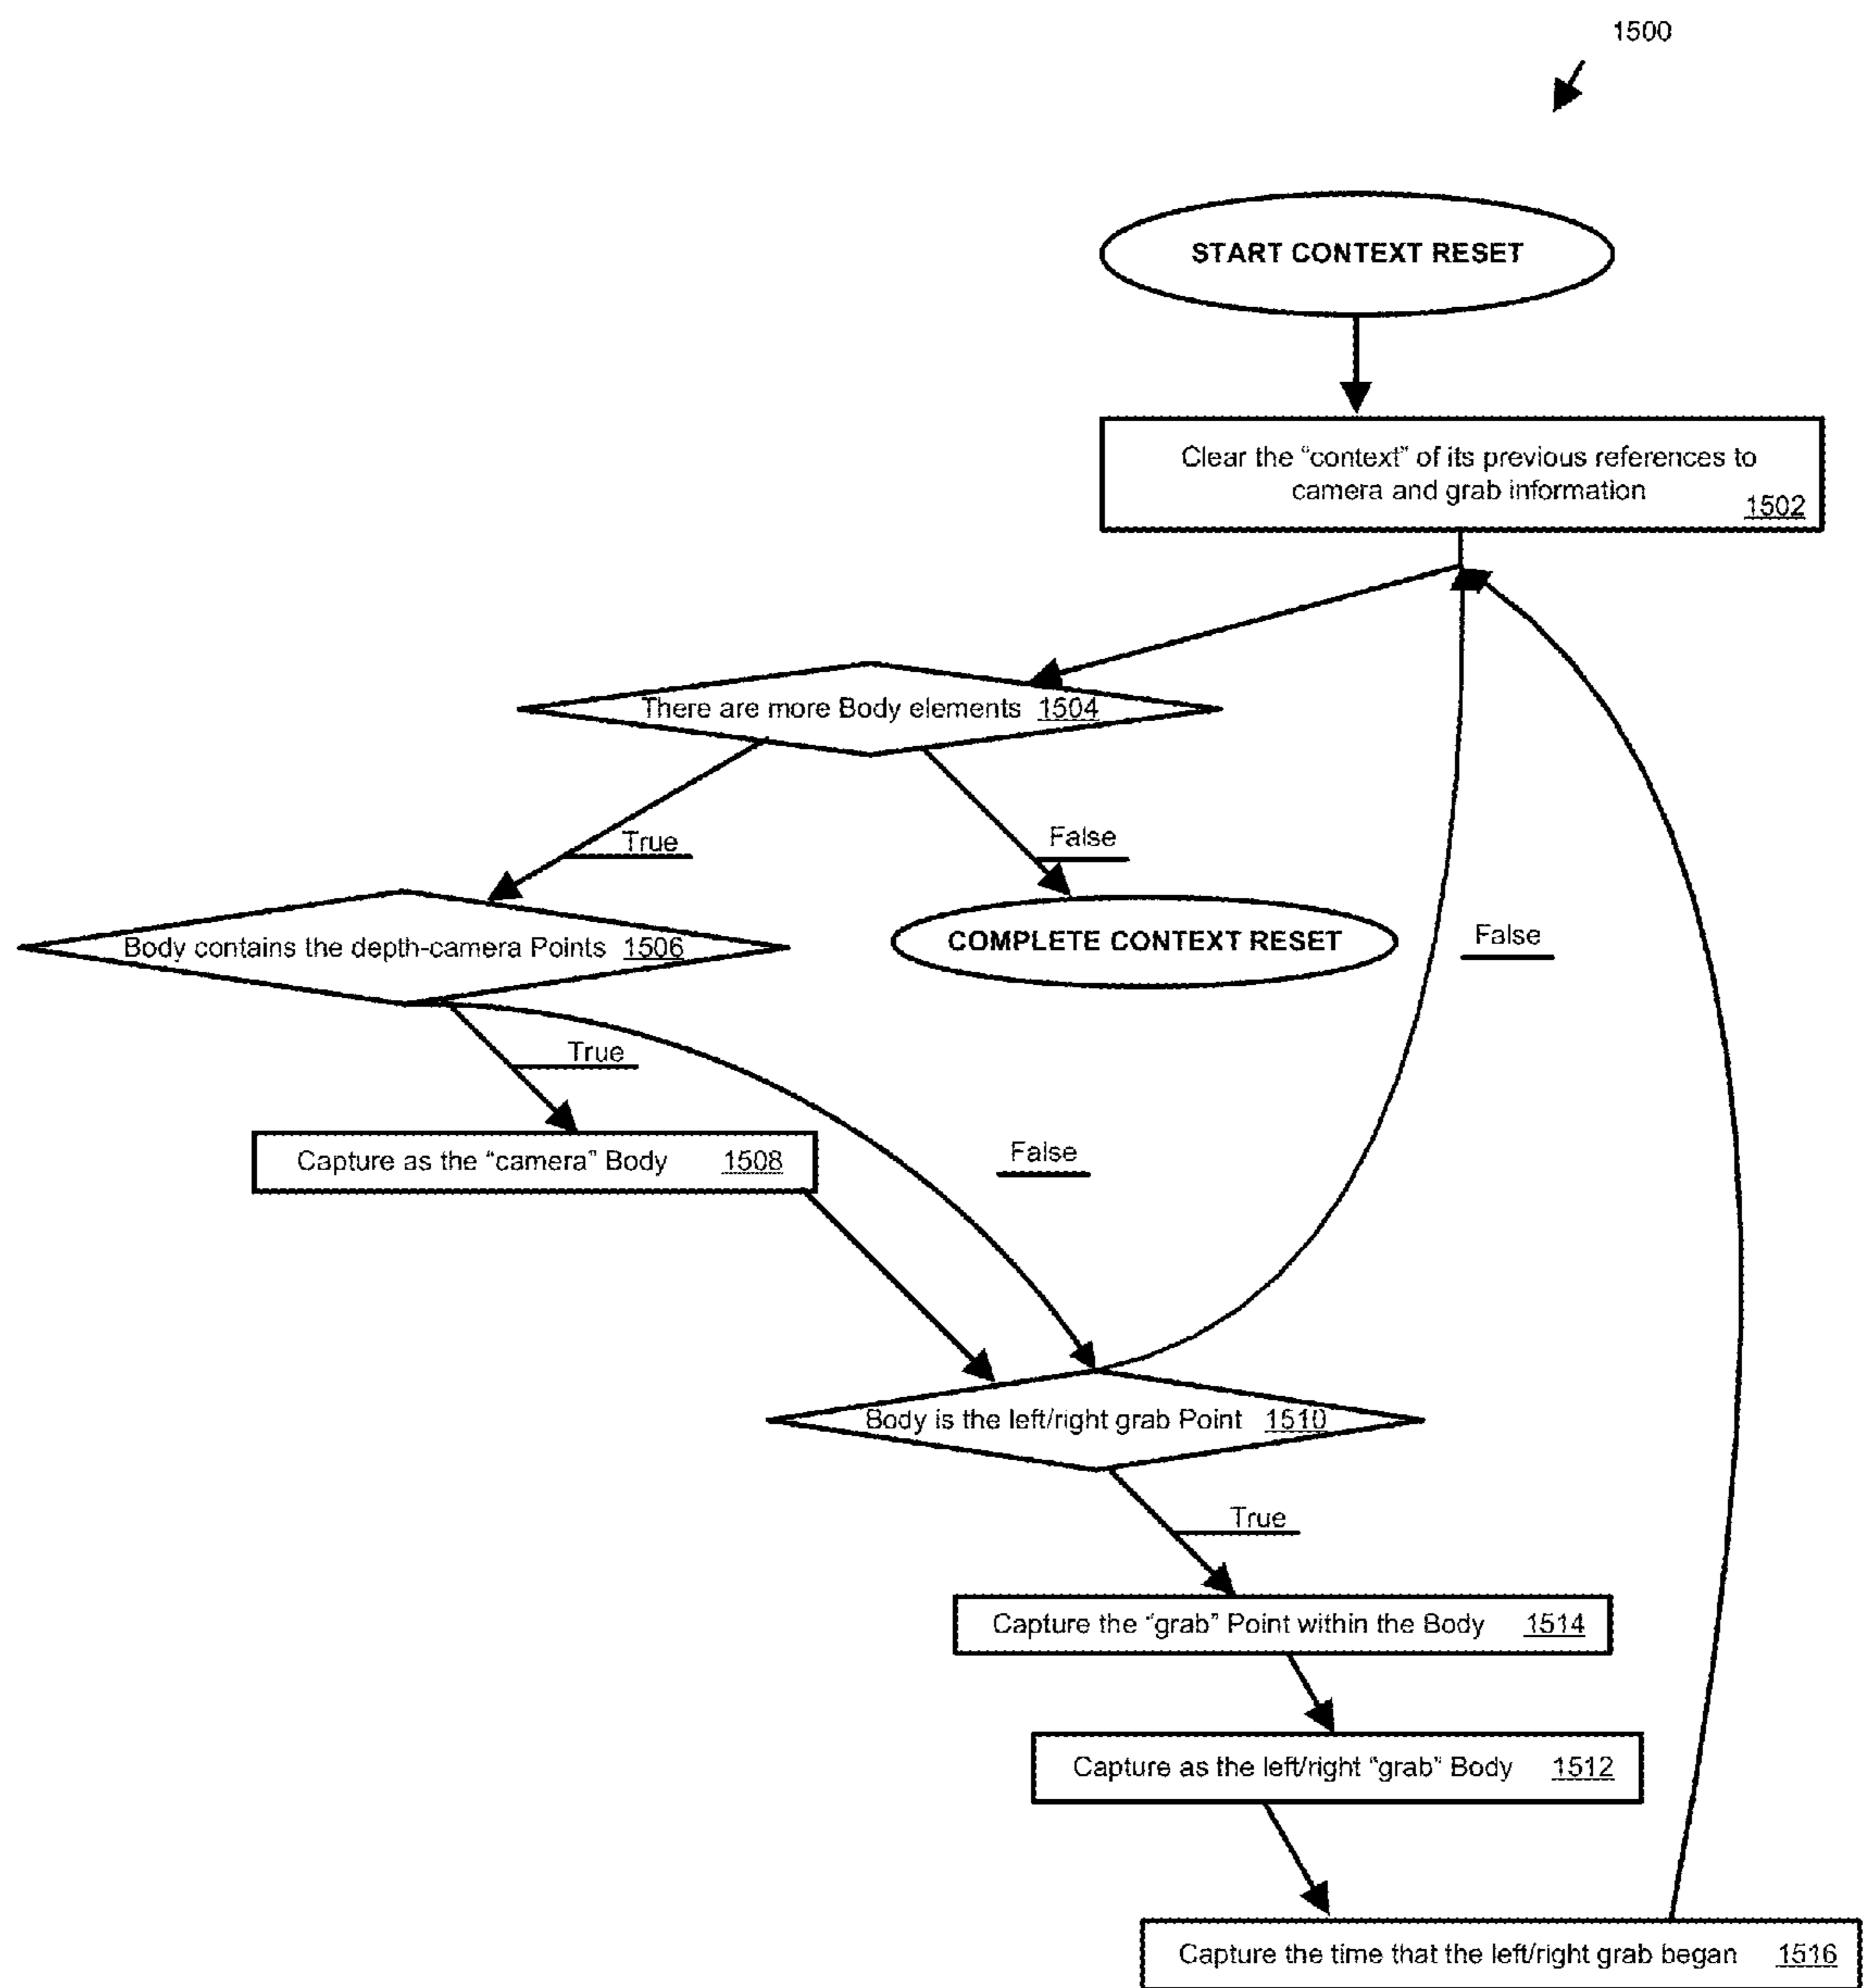 1500
START CONTEXT RESET
Clear the “context” of its previous references to
camera and grab information
1502
There are more Body elements 1504
True
False
Body contains the depth-camera Points 1506
COMPLETE CONTEXT RESET
False
True
Capture as the “camera” Body 1508
False
Body is the left/right grab Point 1510
True
Capture the “grab” Point within the Body 1514
Capture as the left/right “grab” Body 1512
Capture the time that the left/right grab began 1516